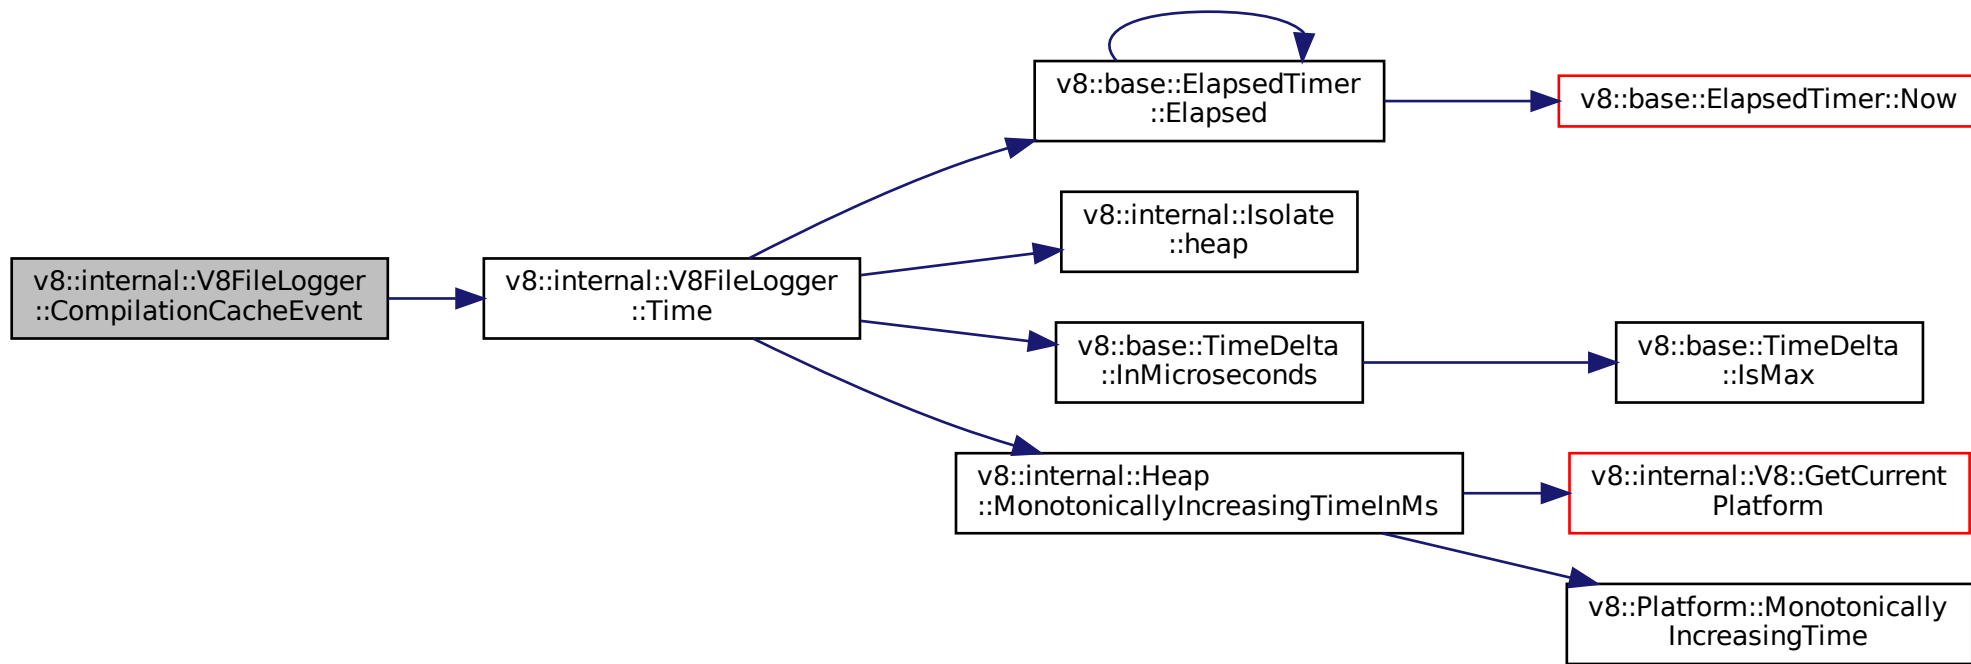 v8::internal::V8FileLogger
::CompilationCacheEvent
v8::internal::V8FileLogger
::Time
v8::base::ElapsedTimer
::Elapsed
v8::base::ElapsedTimer::Now
v8::internal::Isolate
::heap
v8::base::TimeDelta
::InMicroseconds
v8::base::TimeDelta
::IsMax
v8::internal::Heap
::MonotonicallyIncreasingTimeInMs
v8::internal::V8::GetCurrent
Platform
v8::Platform::Monotonically
IncreasingTime